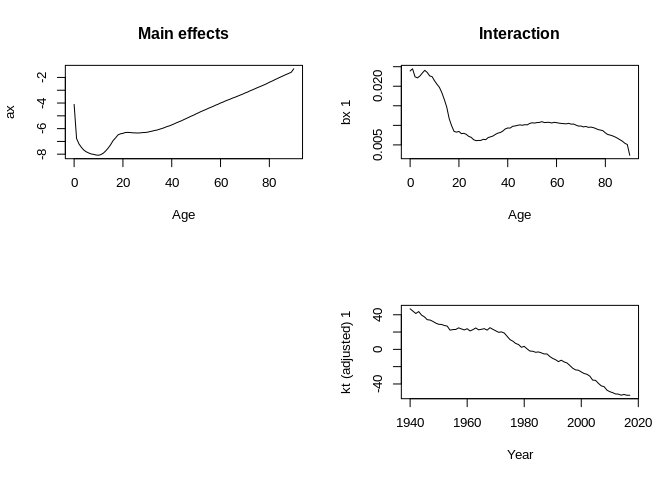 Main effects
ax
-2
-4
-6
-8
0 20 40 60 80
Age
Interaction
bx 1
0.020
0.005
0 20 40 60 80
Age
kt (adjusted) 1
40
0
-40
1940 1960 1980 2000 2020
Year